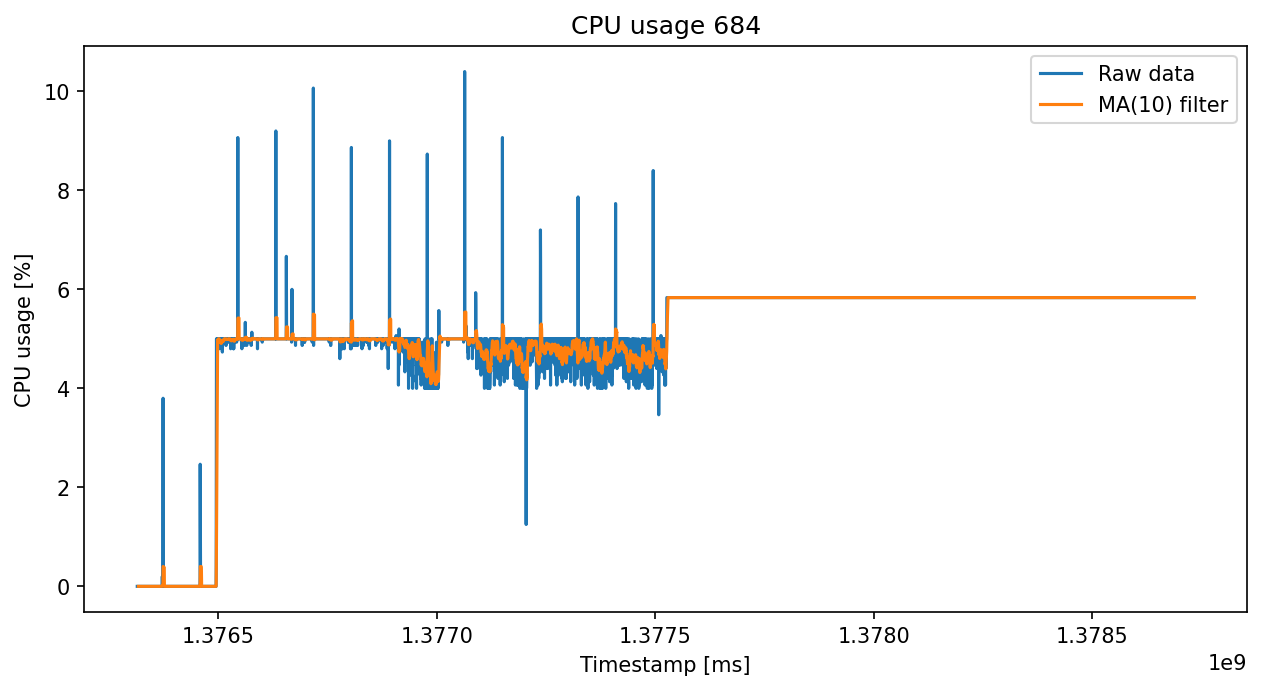 CPU usage 684
Raw data
MA(10) filter
CPU usage [%]
10
8
6
4
2
0
1.3765 1.3770 1.3775 1.3780 1.3785
Timestamp [ms]
1e9